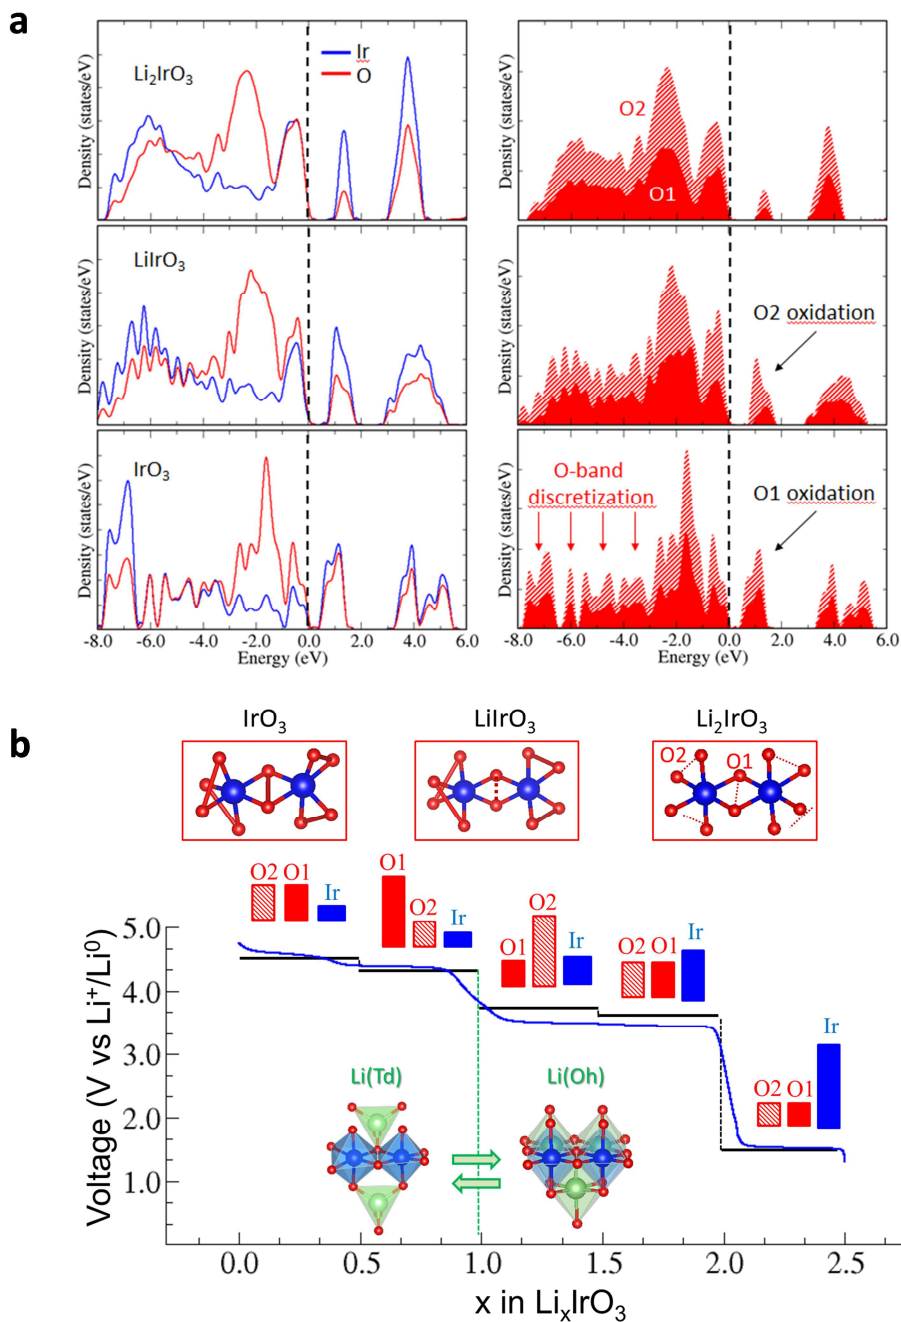 a
Li₂IrO₃
Ir
O
Density (states/eV)
O2
O1
Density (states/eV)
LiIrO₃
Density (states/eV)
O2 oxidation
Density (states/eV)
IrO₃
Density (states/eV)
O-band
discretization
O1 oxidation
Density (states/eV)
-8.0 -6.0 -4.0 -2.0 0.0 2.0 4.0 6.0
Energy (eV)
-8.0 -6.0 -4.0 -2.0 0.0 2.0 4.0 6.0
Energy (eV)
b
IrO₃ LiIrO₃ Li₂IrO₃
O2 O1
O2 O1 Ir
O1 O2 Ir
O1 O2 Ir
O2 O1 Ir
O2 O1 Ir
Li(Td) Li(Oh)
5.0
4.0
3.0
2.0
1.0
Voltage (V vs Li⁺/Li⁰)
0.0 0.5 1.0 1.5 2.0 2.5
x in LiₓIrO₃